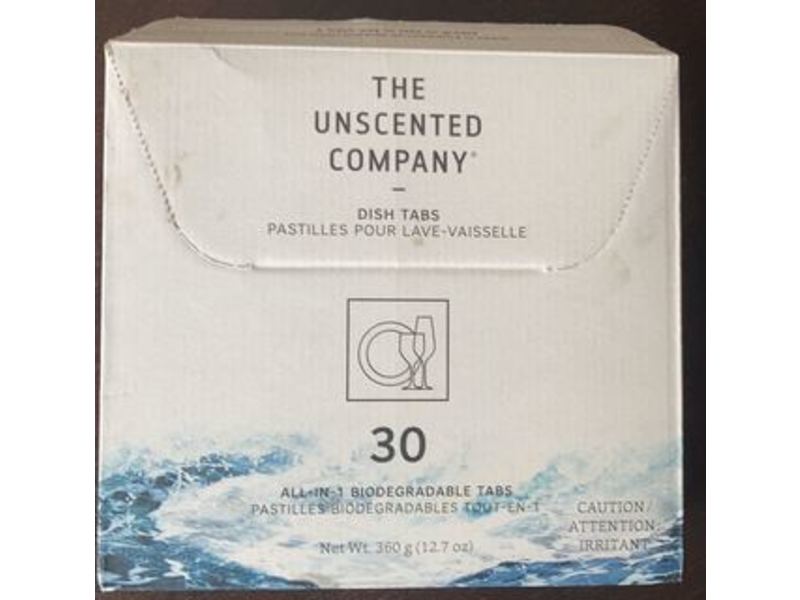 THE
UNSCENTED
COMPANY®
–
DISH TABS
PASTILLES POUR LAVE-VAISSELLE
30
ALL-IN-1 BIODEGRADABLE TABS
PASTILLES BIODÉGRADABLES TOUT-EN-1
Net Wt. 360 g (12.7 oz)
CAUTION/
ATTENTION:
IRRITANT